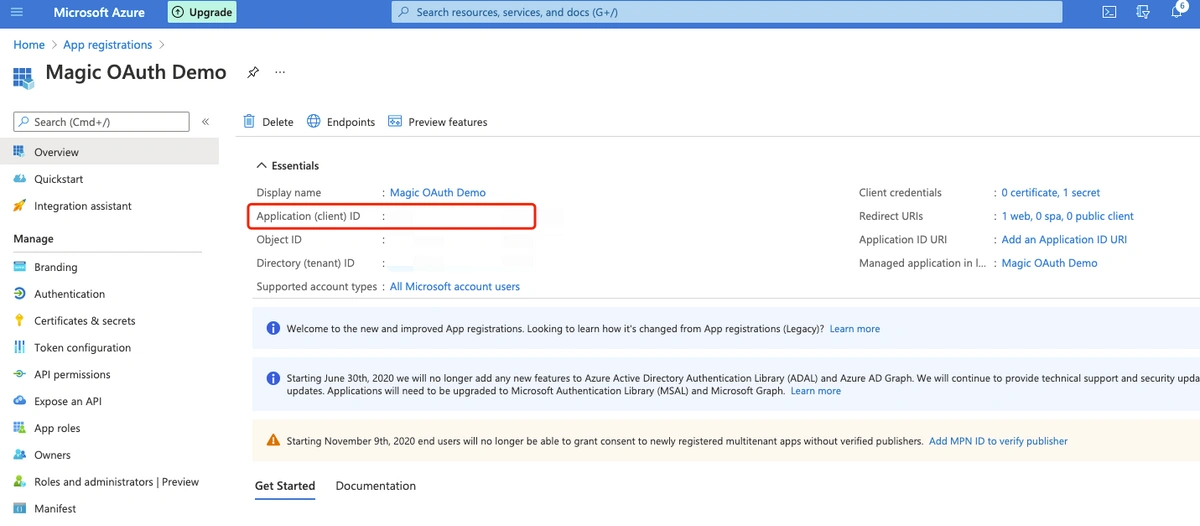 Microsoft Azure Upgrade Search resources, services, and docs (G+/) 6
Home > App registrations >
Magic OAuth Demo ...
Search (Cmd+/) «
Delete Endpoints Preview features
Overview
Quickstart
Integration assistant
Manage
Branding
Authentication
Certificates & secrets
Token configuration
API permissions
Expose an API
App roles
Owners
Roles and administrators | Preview
Manifest
Essentials
Display name : Magic OAuth Demo
Application (client) ID :
Object ID :
Directory (tenant) ID :
Supported account types : All Microsoft account users
Client credentials : 0 certificate, 1 secret
Redirect URIs : 1 web, 0 spa, 0 public client
Application ID URI : Add an Application ID URI
Managed application in l... : Magic OAuth Demo
Welcome to the new and improved App registrations. Looking to learn how it's changed from App registrations (Legacy)? Learn more
Starting June 30th, 2020 we will no longer add any new features to Azure Active Directory Authentication Library (ADAL) and Azure AD Graph. We will continue to provide technical support and security upda
updates. Applications will need to be upgraded to Microsoft Authentication Library (MSAL) and Microsoft Graph. Learn more
Starting November 9th, 2020 end users will no longer be able to grant consent to newly registered multitenant apps without verified publishers. Add MPN ID to verify publisher
Get Started Documentation